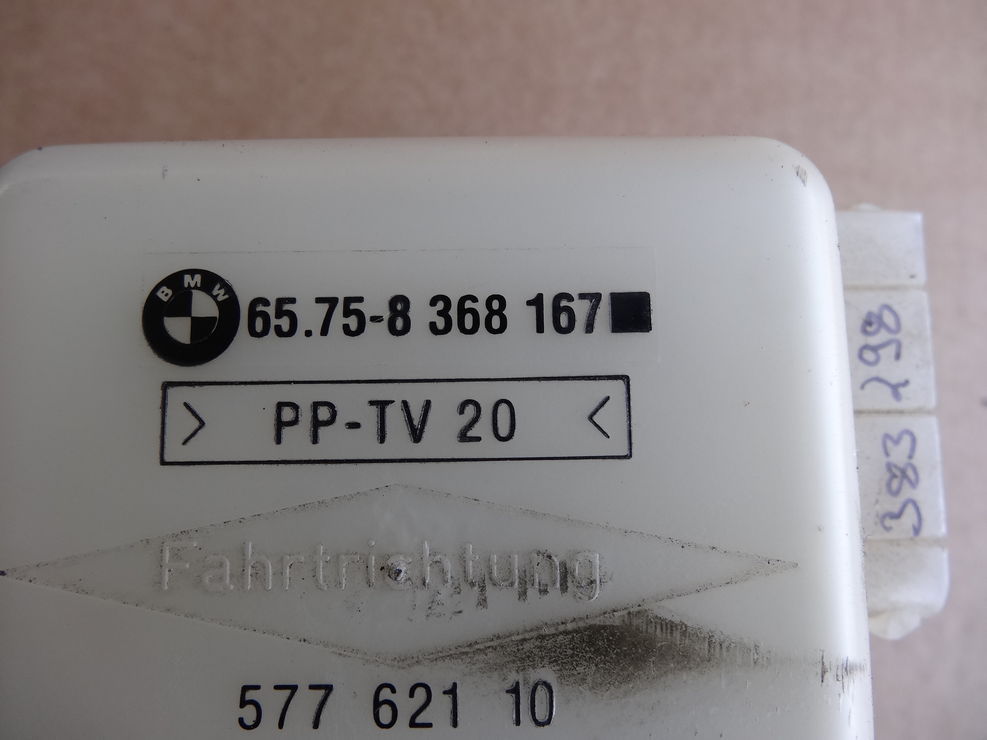 BMW
65.75-8 368 167
> PP-TV 20 <
Fahrtrichtung
577 621 10
383 298